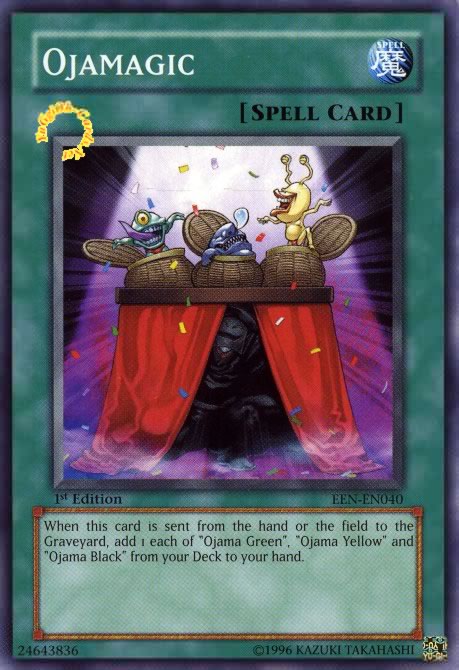 OJAMAGIC
SPELL
魔
[SPELL CARD]
1st Edition
EEN-EN040
When this card is sent from the hand or the field to the
Graveyard, add 1 each of "Ojama Green", "Ojama Yellow" and
"Ojama Black" from your Deck to your hand.
24643836
©1996 KAZUKI TAKAHASHI